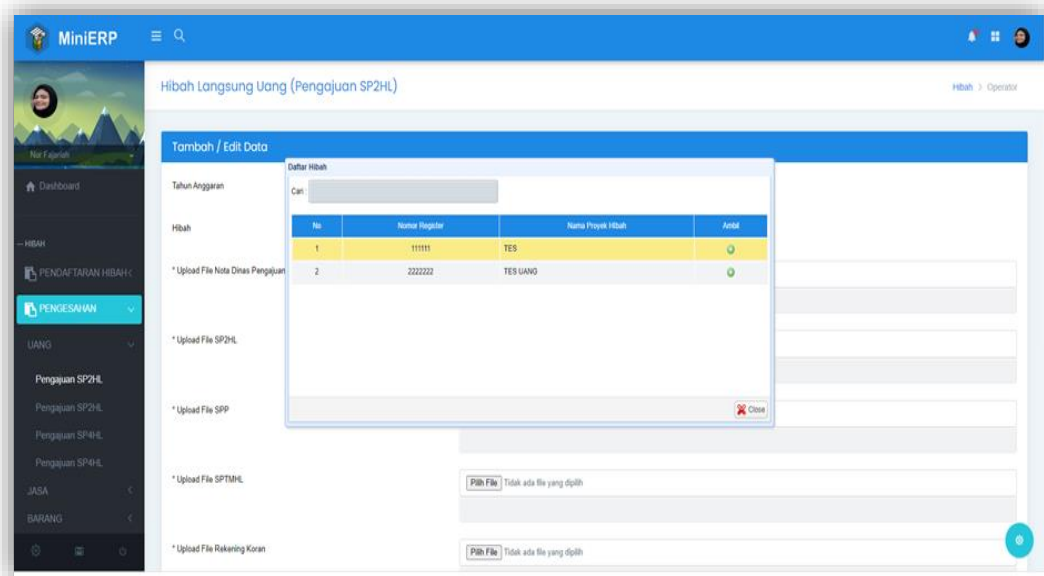 MiniERP
Hibah Langsung Uang (Pengajuan SP2HL)
Hibah > Operator
Nur Fajariah
Tambah / Edit Data
Daftar Hibah
Dashboard
Tahun Anggaran
Cari :
Hibah
No Nomor Register Nama Proyek Hibah Ambil
1 111111 TES
2 2222222 TES UANG
-- HIBAH
PENDAFTARAN HIBAH
* Upload File Nota Dinas Pengajuan
PENGESAHAN
UANG
* Upload File SP2HL
Pengajuan SP2HL
Pengajuan SP2HL
* Upload File SPP
Close
Pengajuan SP4HL
Pengajuan SP4HL
* Upload File SPTMHL
Pilih File Tidak ada file yang dipilih
JASA
BARANG
* Upload File Rekening Koran
Pilih File Tidak ada file yang dipilih